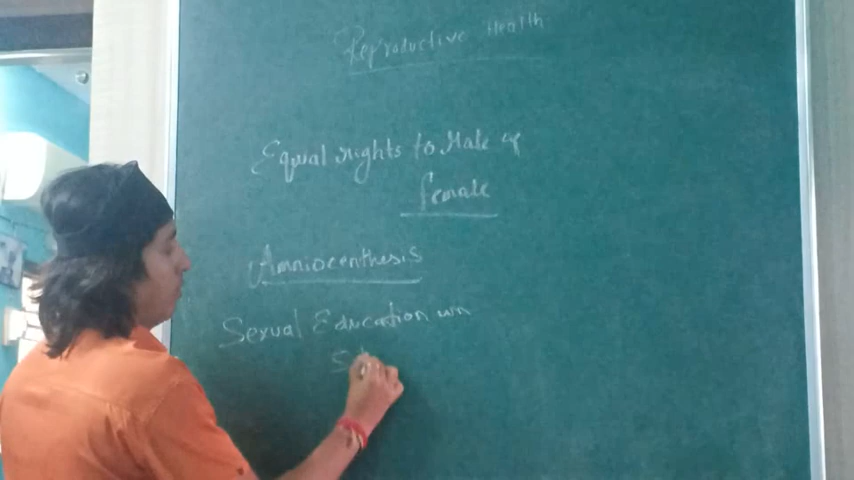 Reproductive Health
Equal rights to Male &
female
Amniocenthesis
Sexual Education in